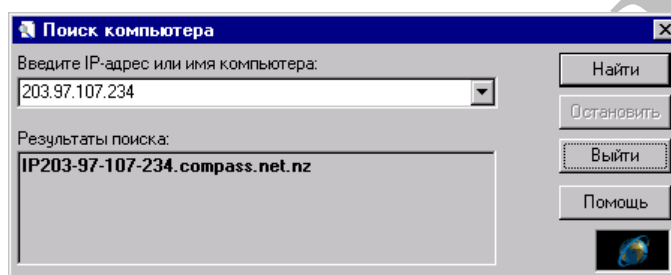 Поиск компьютера
Введите IP-адрес или имя компьютера:
203.97.107.234
Найти
Остановить
Результаты поиска:
IP203-97-107-234.compass.net.nz
Выйти
Помощь